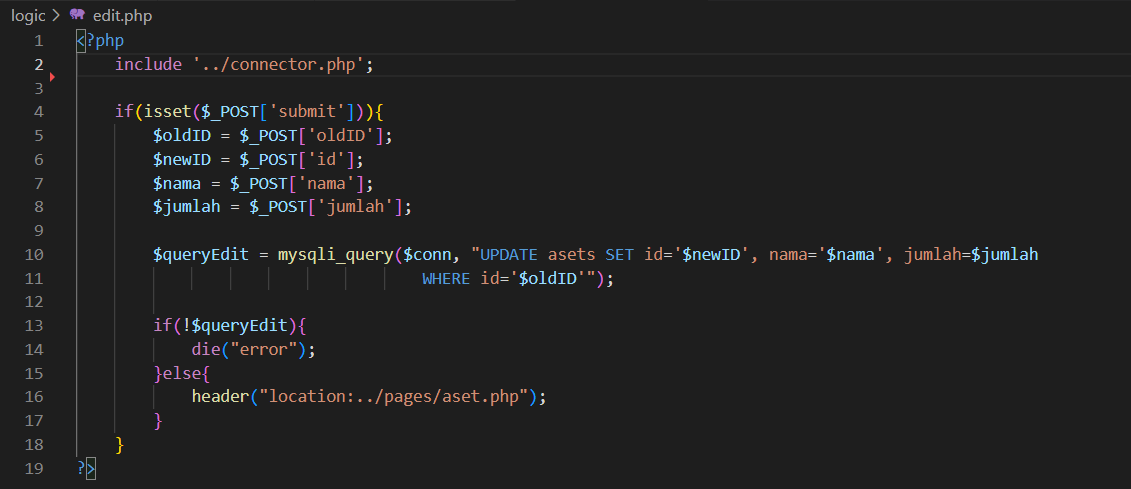 logic > edit.php
1 <?php
2 include '../connector.php';
3
4 if(isset($_POST['submit'])){
5 $oldID = $_POST['oldID'];
6 $newID = $_POST['id'];
7 $nama = $_POST['nama'];
8 $jumlah = $_POST['jumlah'];
9
10 $queryEdit = mysqli_query($conn, "UPDATE asets SET id='$newID', nama='$nama', jumlah=$jumlah
11 WHERE id='$oldID'");
12
13 if(!$queryEdit){
14 die("error");
15 }else{
16 header("location:../pages/aset.php");
17 }
18 }
19 ?>